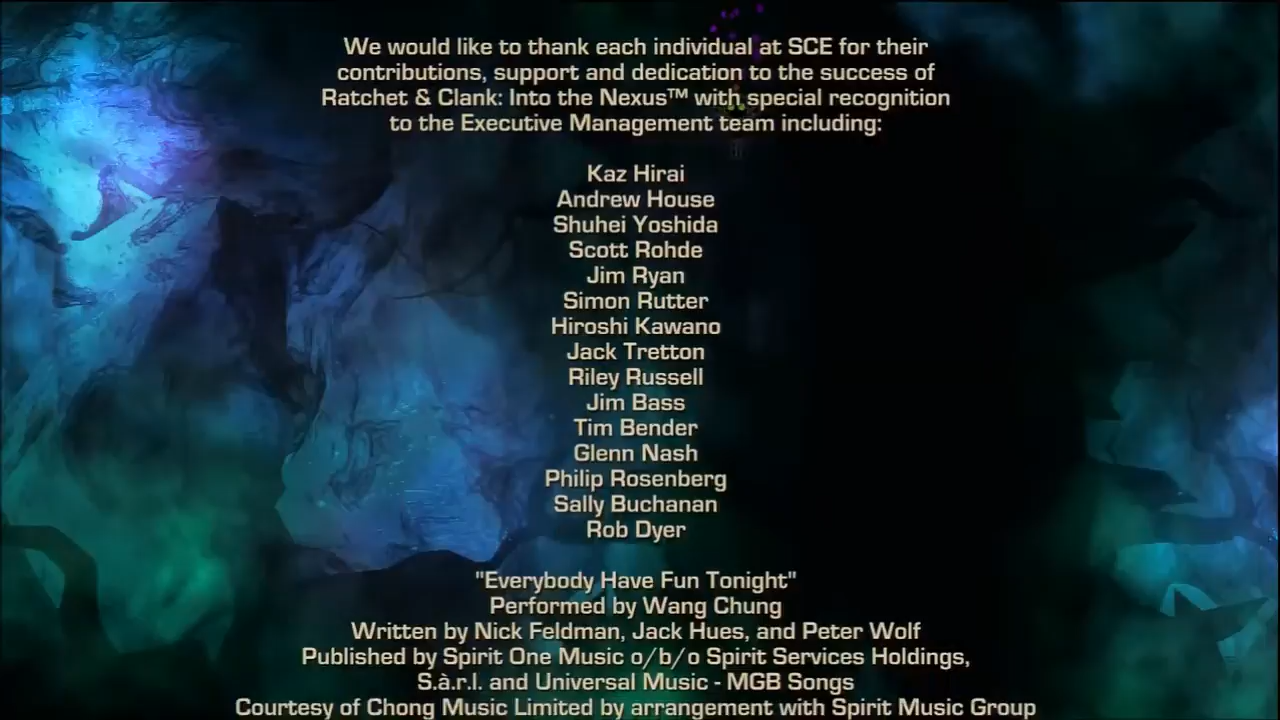 We would like to thank each individual at SCE for their
contributions, support and dedication to the success of
Ratchet & Clank: Into the Nexus™ with special recognition
to the Executive Management team including:
Kaz Hirai
Andrew House
Shuhei Yoshida
Scott Rohde
Jim Ryan
Simon Rutter
Hiroshi Kawano
Jack Tretton
Riley Russell
Jim Bass
Tim Bender
Glenn Nash
Philip Rosenberg
Sally Buchanan
Rob Dyer
"Everybody Have Fun Tonight"
Performed by Wang Chung
Written by Nick Feldman, Jack Hues, and Peter Wolf
Published by Spirit One Music o/b/o Spirit Services Holdings,
S.à.r.l. and Universal Music - MGB Songs
Courtesy of Chong Music Limited by arrangement with Spirit Music Group